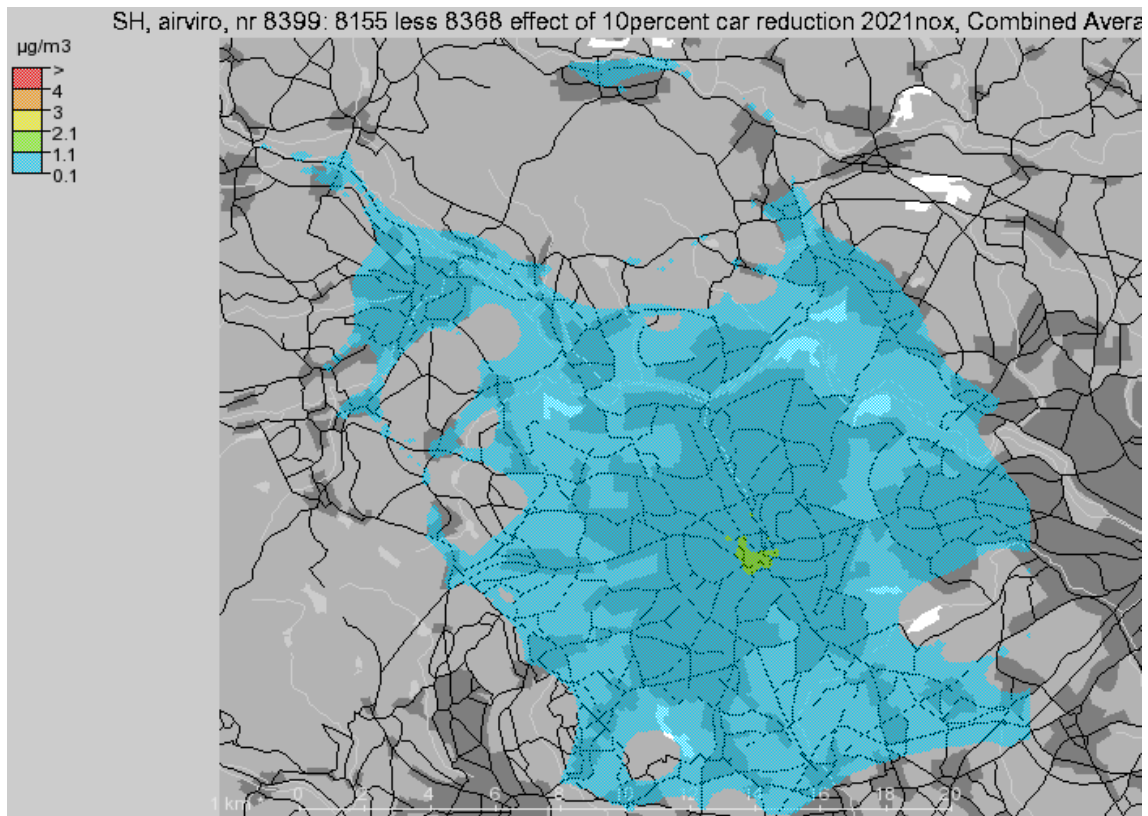 SH, airviro, nr 8399: 8155 less 8368 effect of 10percent car reduction 2021nox, Combined Avera
µg/m3
>
4
3
2.1
1.1
0.1
1 km * 0 2 4 6 8 10 12 14 16 18 20